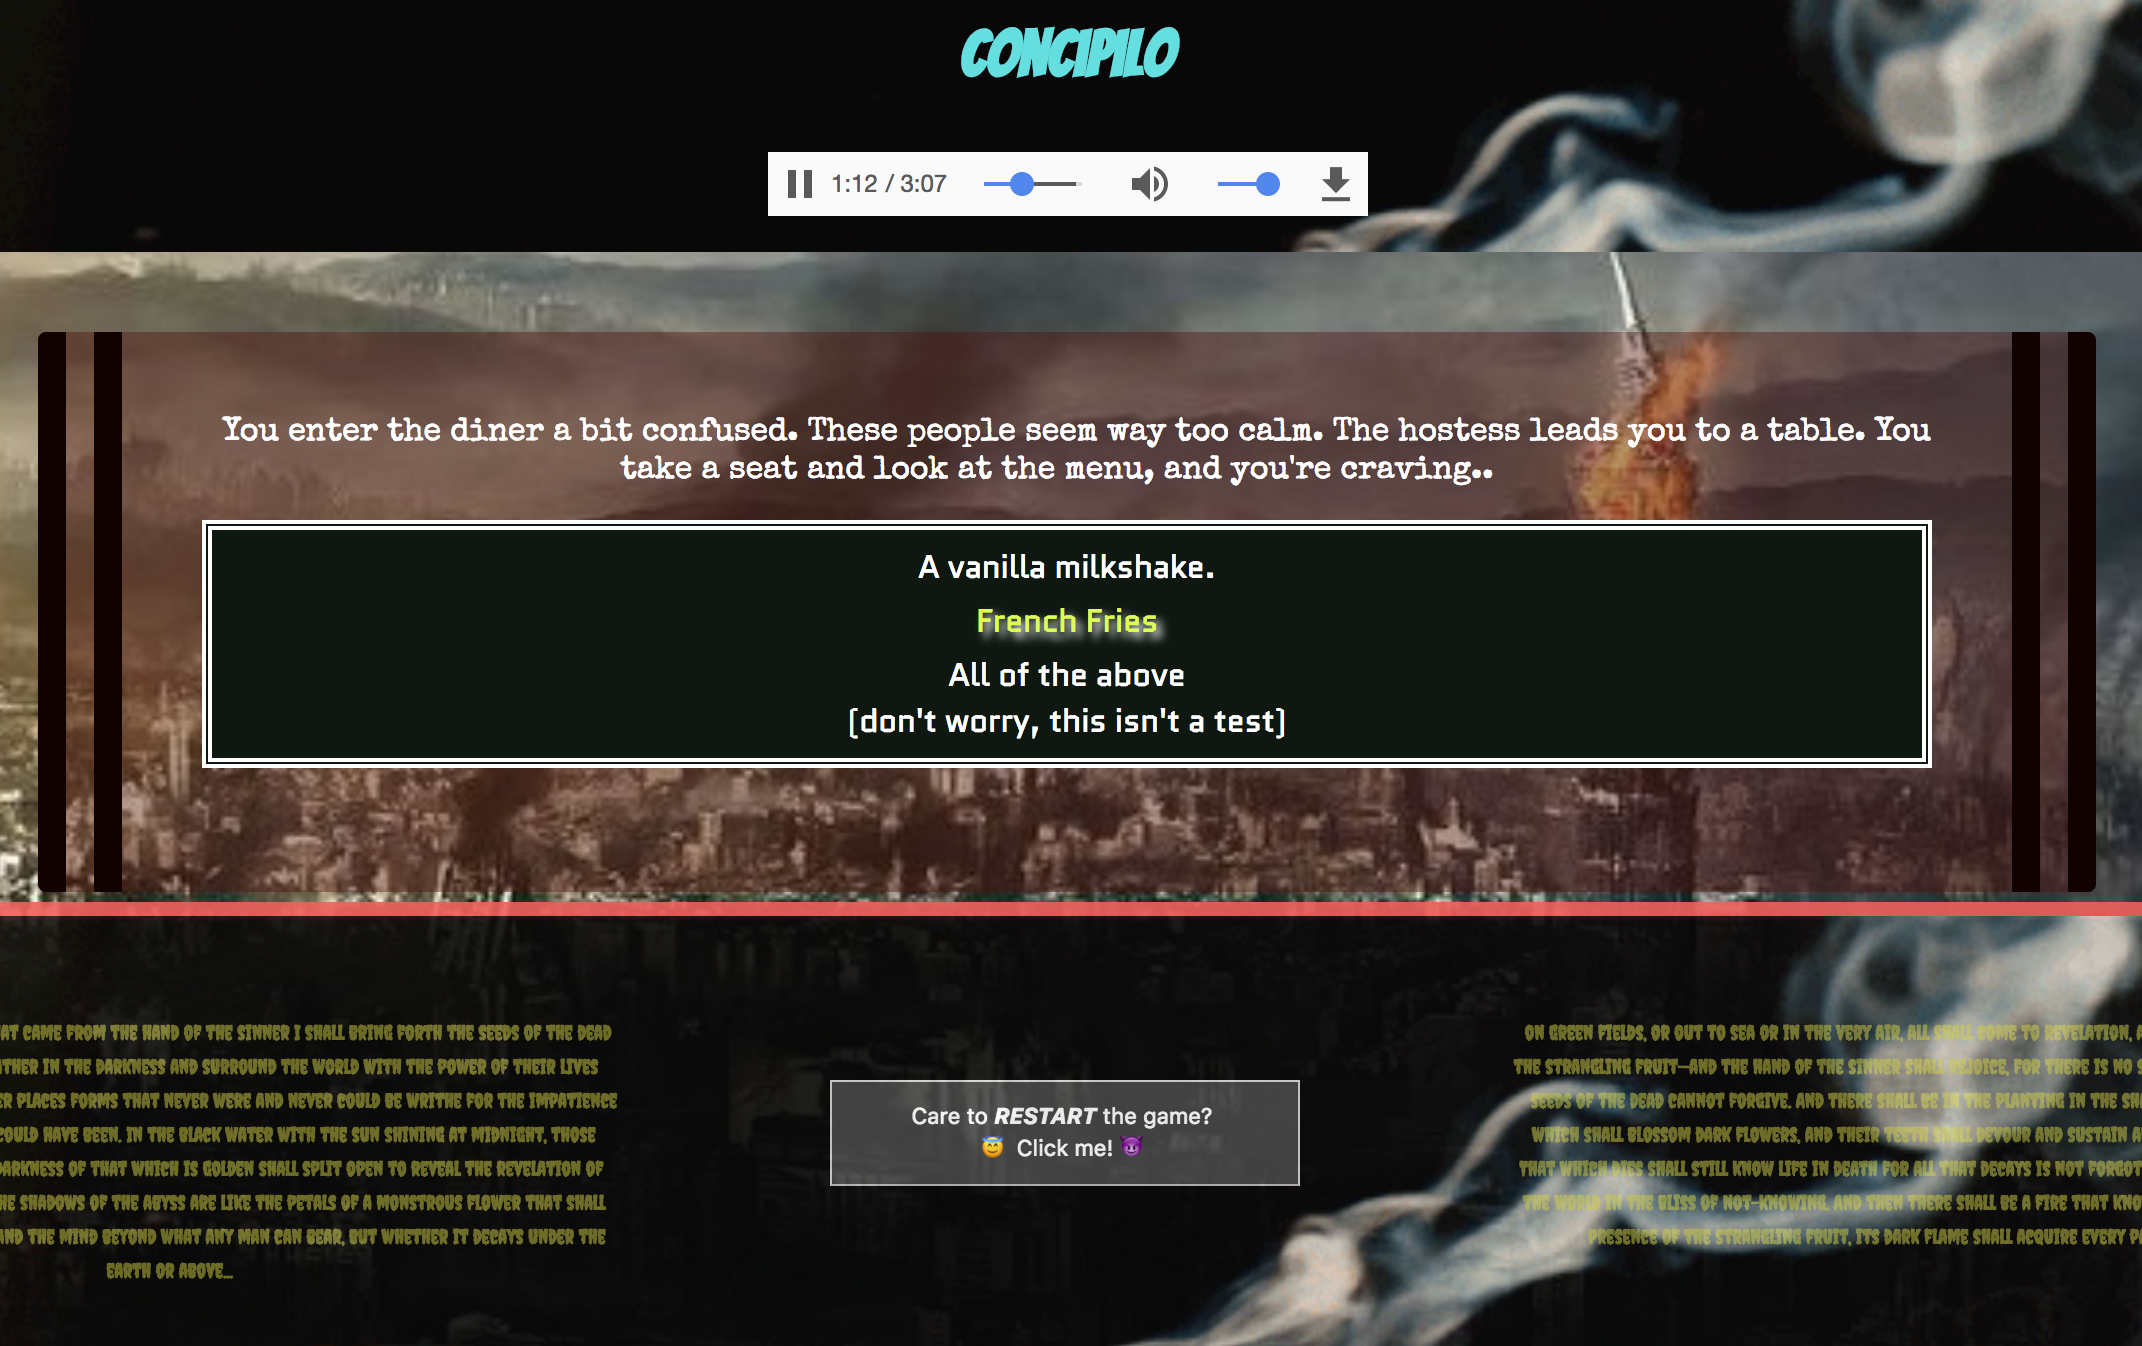 CONCIPILO
1:12 / 3:07
You enter the diner a bit confused. These people seem way too calm. The hostess leads you to a table. You
take a seat and look at the menu, and you're craving..
A vanilla milkshake.
French Fries
All of the above
(don't worry, this isn't a test)
AT CAME FROM THE HAND OF THE SINNER I SHALL BRING FORTH THE SEEDS OF THE DEAD
IN THE DARKNESS AND SURROUND THE WORLD WITH THE POWER OF THEIR LIVES
PLACES FORMS THAT NEVER WERE AND NEVER COULD BE WRITHE FOR THE IMPATIENCE
COULD HAVE BEEN. IN THE BLACK WATER WITH THE SUN SHINING AT MIDNIGHT, THOSE
DARKNESS OF THAT WHICH IS GOLDEN SHALL SPLIT OPEN TO REVEAL THE REVELATION OF
HE SHADOWS OF THE ABYSS ARE LIKE THE PETALS OF A MONSTROUS FLOWER THAT SHALL
AND THE MIND BEYOND WHAT ANY MAN CAN BEAR, BUT WHETHER IT DECAYS UNDER THE
EARTH OR ABOVE...
Care to RESTART the game?
😇 Click me! 😈
ON GREEN FIELDS, OR OUT TO SEA OR IN THE VERY AIR, ALL SHALL COME TO REVELATION, A
THE STRANGLING FRUIT—AND THE HAND OF THE SINNER SHALL REJOICE, FOR THERE IS NO S
SEEDS OF THE DEAD CANNOT FORGIVE. AND THERE SHALL BE IN THE PLANTING IN THE SH
WHICH SHALL BLOSSOM DARK FLOWERS, AND THEIR TEETH SHALL DEVOUR AND SUSTAIN A
THAT WHICH DIES SHALL STILL KNOW LIFE IN DEATH FOR ALL THAT DECAYS IS NOT FORGOT
THE WORLD IN THE BLISS OF NOT-KNOWING. AND THEN THERE SHALL BE A FIRE THAT KNO
PRESENCE OF THE STRANGLING FRUIT, ITS DARK FLAME SHALL ACQUIRE EVERY P